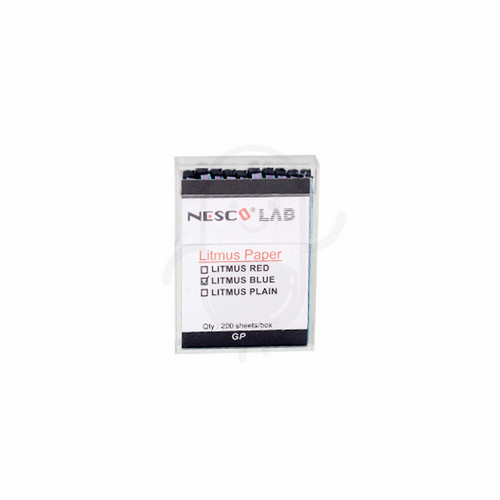 NESCO LAB
Litmus Paper
☐ LITMUS RED
☑ LITMUS BLUE
☐ LITMUS PLAIN
Qty : 200 sheets/box
GP